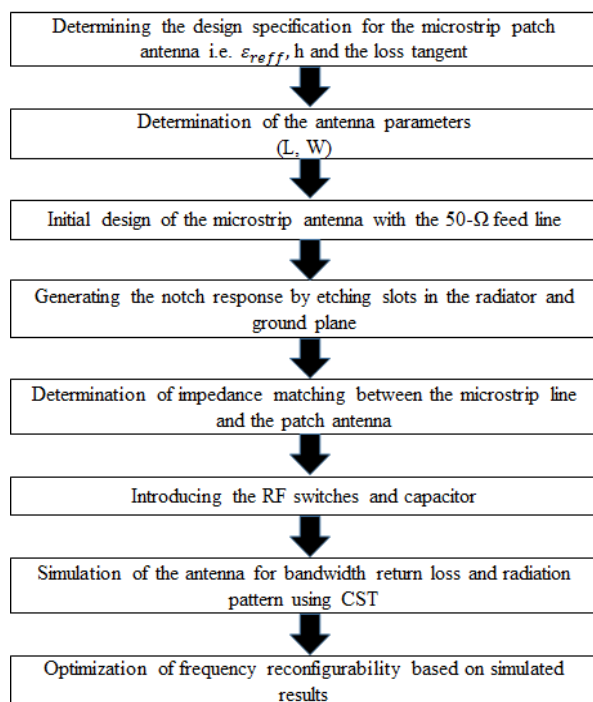 Determining the design specification for the microstrip patch
antenna i.e. εreff, h and the loss tangent
Determination of the antenna parameters
(L, W)
Initial design of the microstrip antenna with the 50-Ω feed line
Generating the notch response by etching slots in the radiator and
ground plane
Determination of impedance matching between the microstrip line
and the patch antenna
Introducing the RF switches and capacitor
Simulation of the antenna for bandwidth return loss and radiation
pattern using CST
Optimization of frequency reconfigurability based on simulated
results